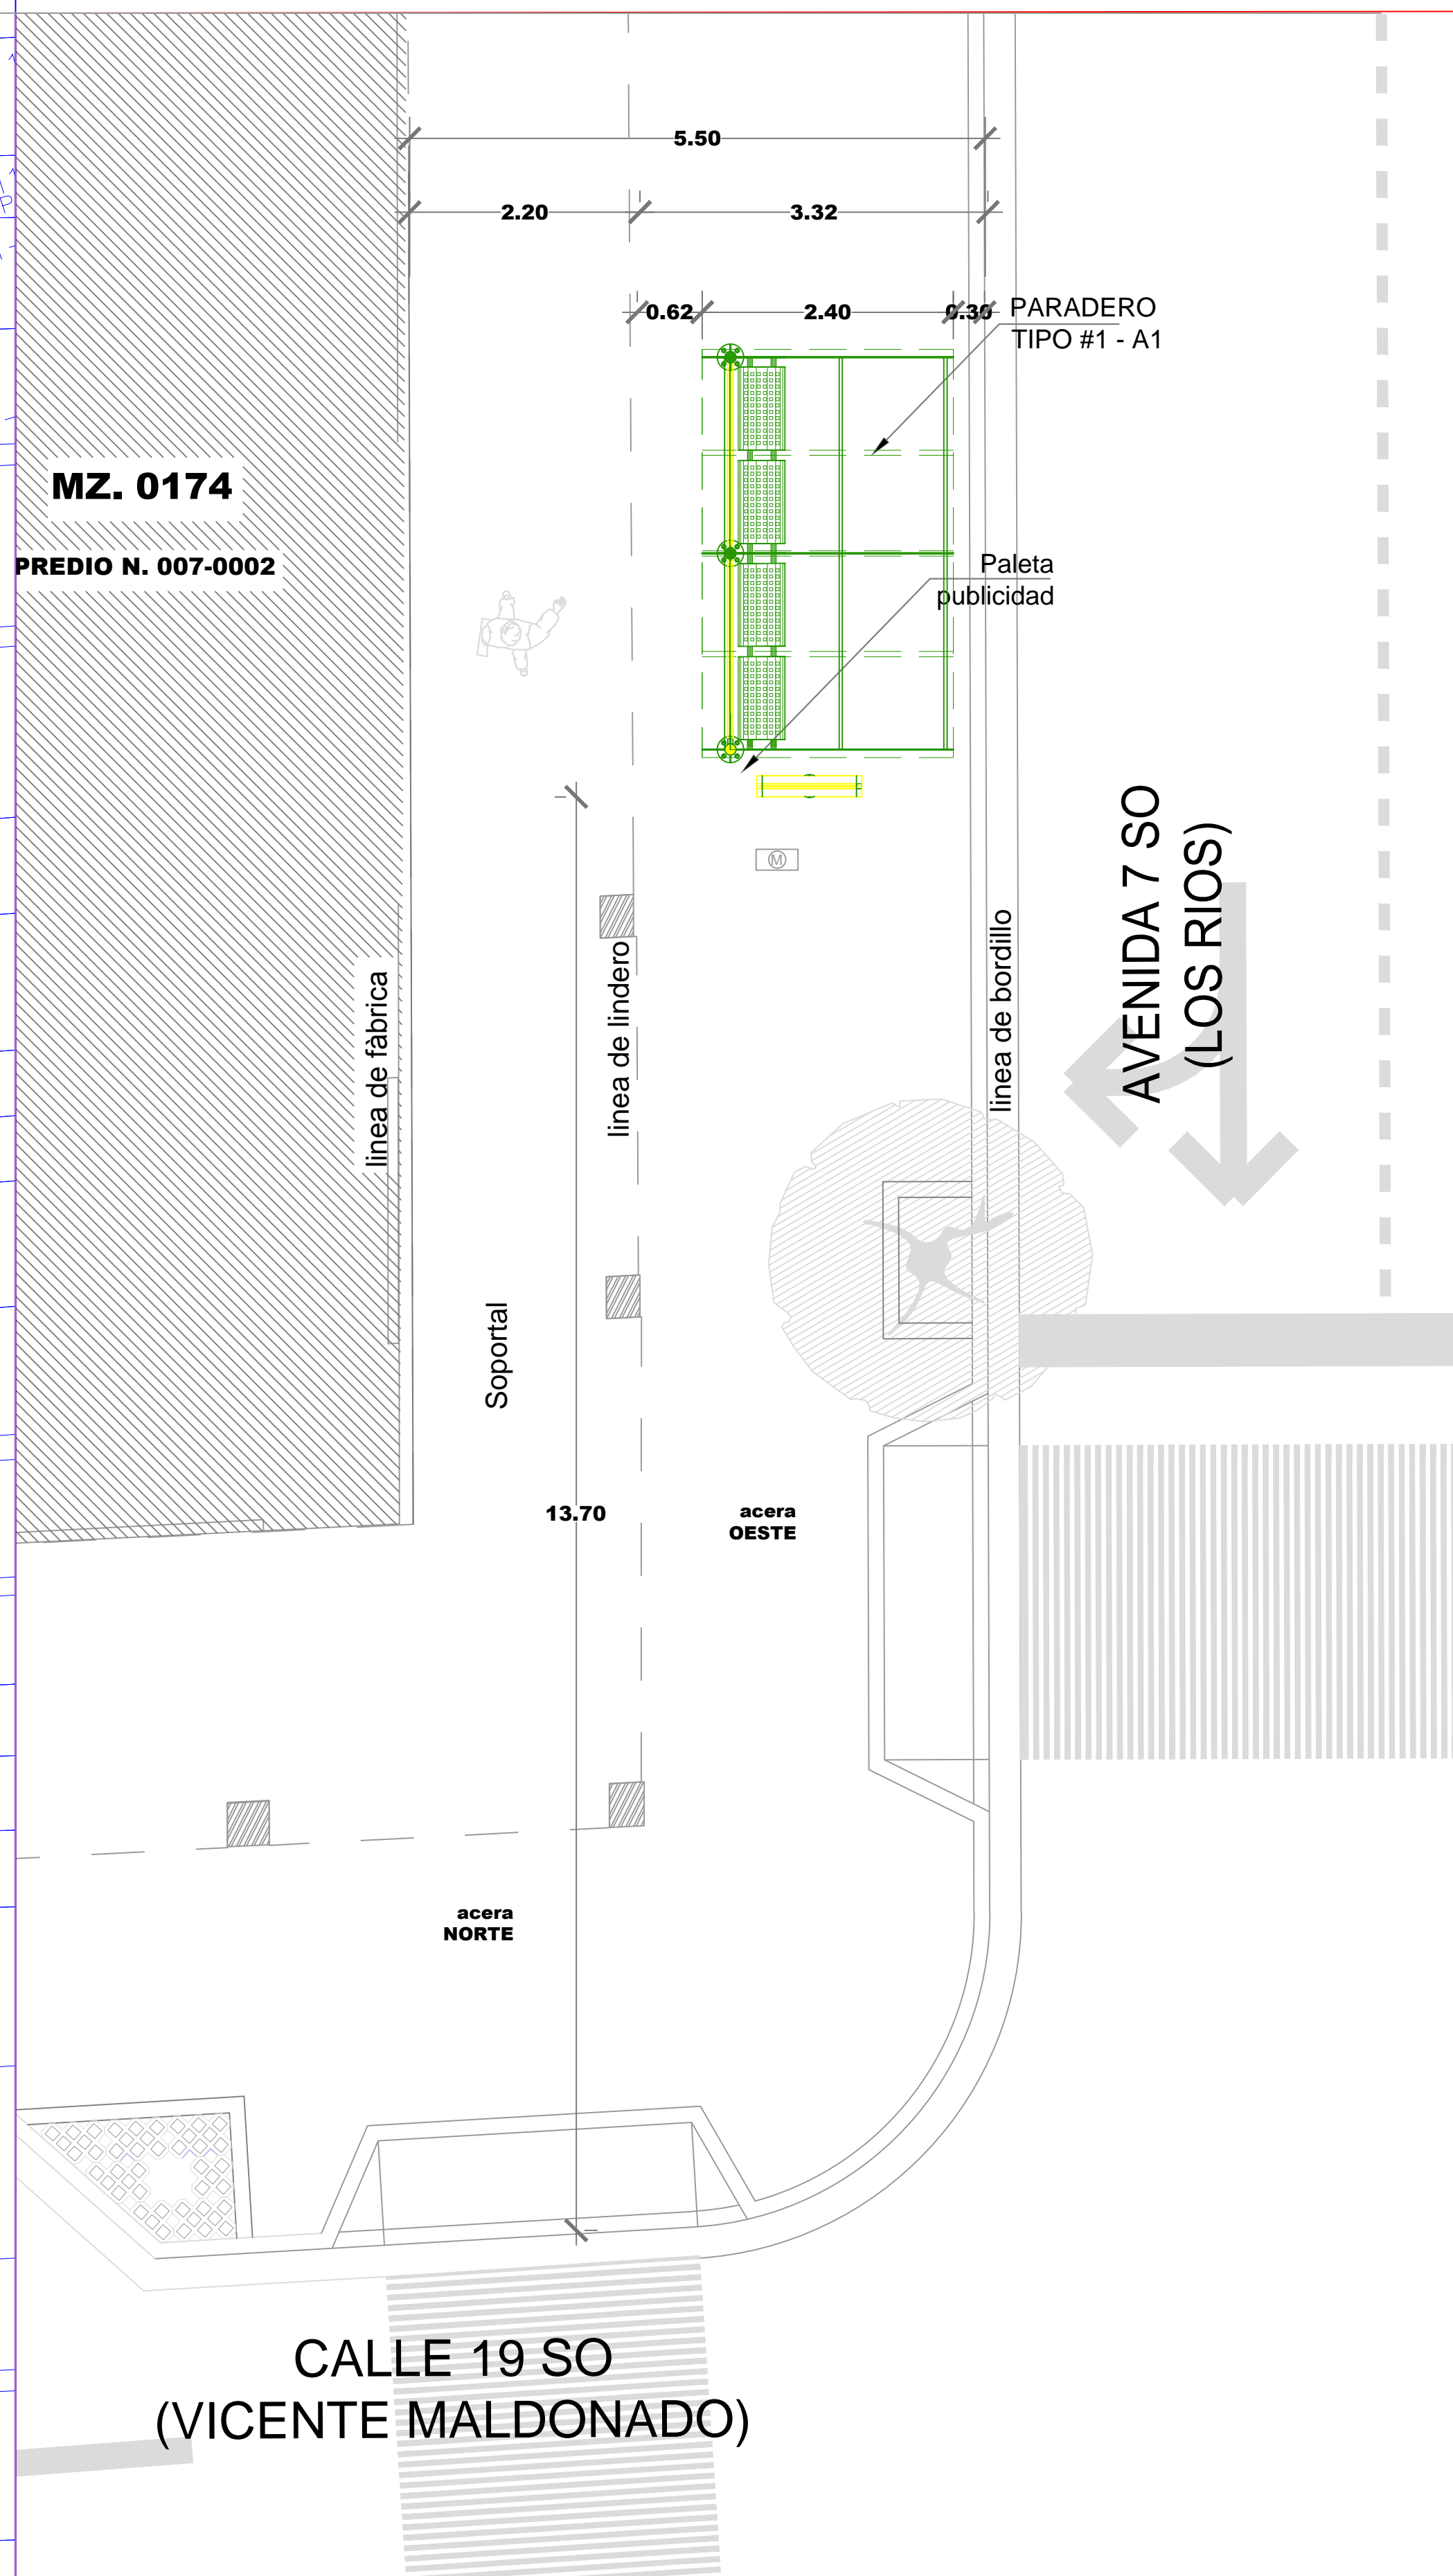 5.50
2.20
3.32
0.62
2.40
0.30
PARADERO
TIPO #1 - A1
MZ. 0174
PREDIO N. 007-0002
Paleta
publicidad
M
AVENIDA 7 SO
(LOS RIOS)
linea de fàbrica
linea de lindero
linea de bordillo
Soportal
13.70
acera
OESTE
acera
NORTE
CALLE 19 SO
(VICENTE MALDONADO)